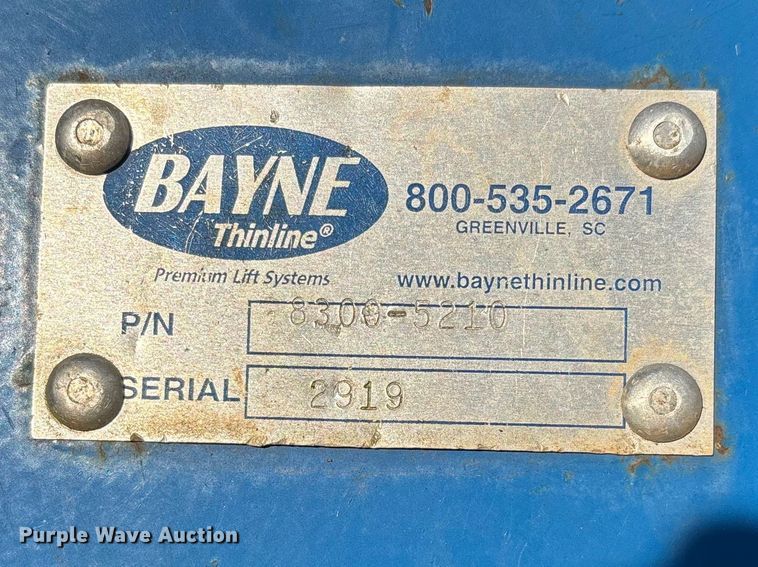 BAYNE
Thinline®
Premium Lift Systems
800-535-2671
GREENVILLE, SC
www.baynethinline.com
P/N 8300-5210
SERIAL 2919
Purple Wave Auction